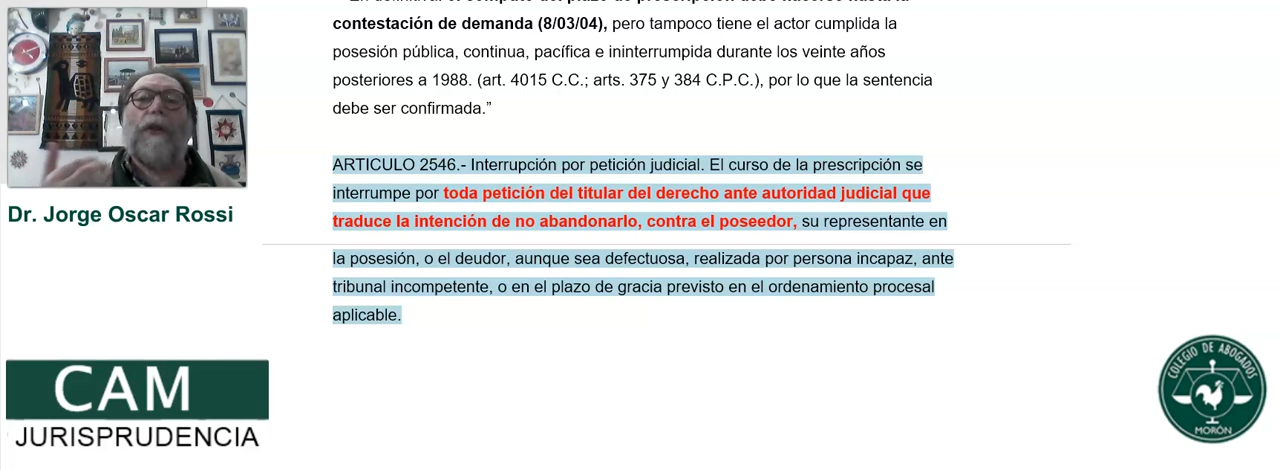 contestación de demanda (8/03/04), pero tampoco tiene el actor cumplida la
posesión pública, continua, pacífica e ininterrumpida durante los veinte años
posteriores a 1988. (art. 4015 C.C.; arts. 375 y 384 C.P.C.), por lo que la sentencia
debe ser confirmada.”
ARTICULO 2546.- Interrupción por petición judicial. El curso de la prescripción se
interrumpe por toda petición del titular del derecho ante autoridad judicial que
traduce la intención de no abandonarlo, contra el poseedor, su representante en
la posesión, o el deudor, aunque sea defectuosa, realizada por persona incapaz, ante
tribunal incompetente, o en el plazo de gracia previsto en el ordenamiento procesal
aplicable.
Dr. Jorge Oscar Rossi
CAM
JURISPRUDENCIA
COLEGIO DE ABOGADOS
MORÓN